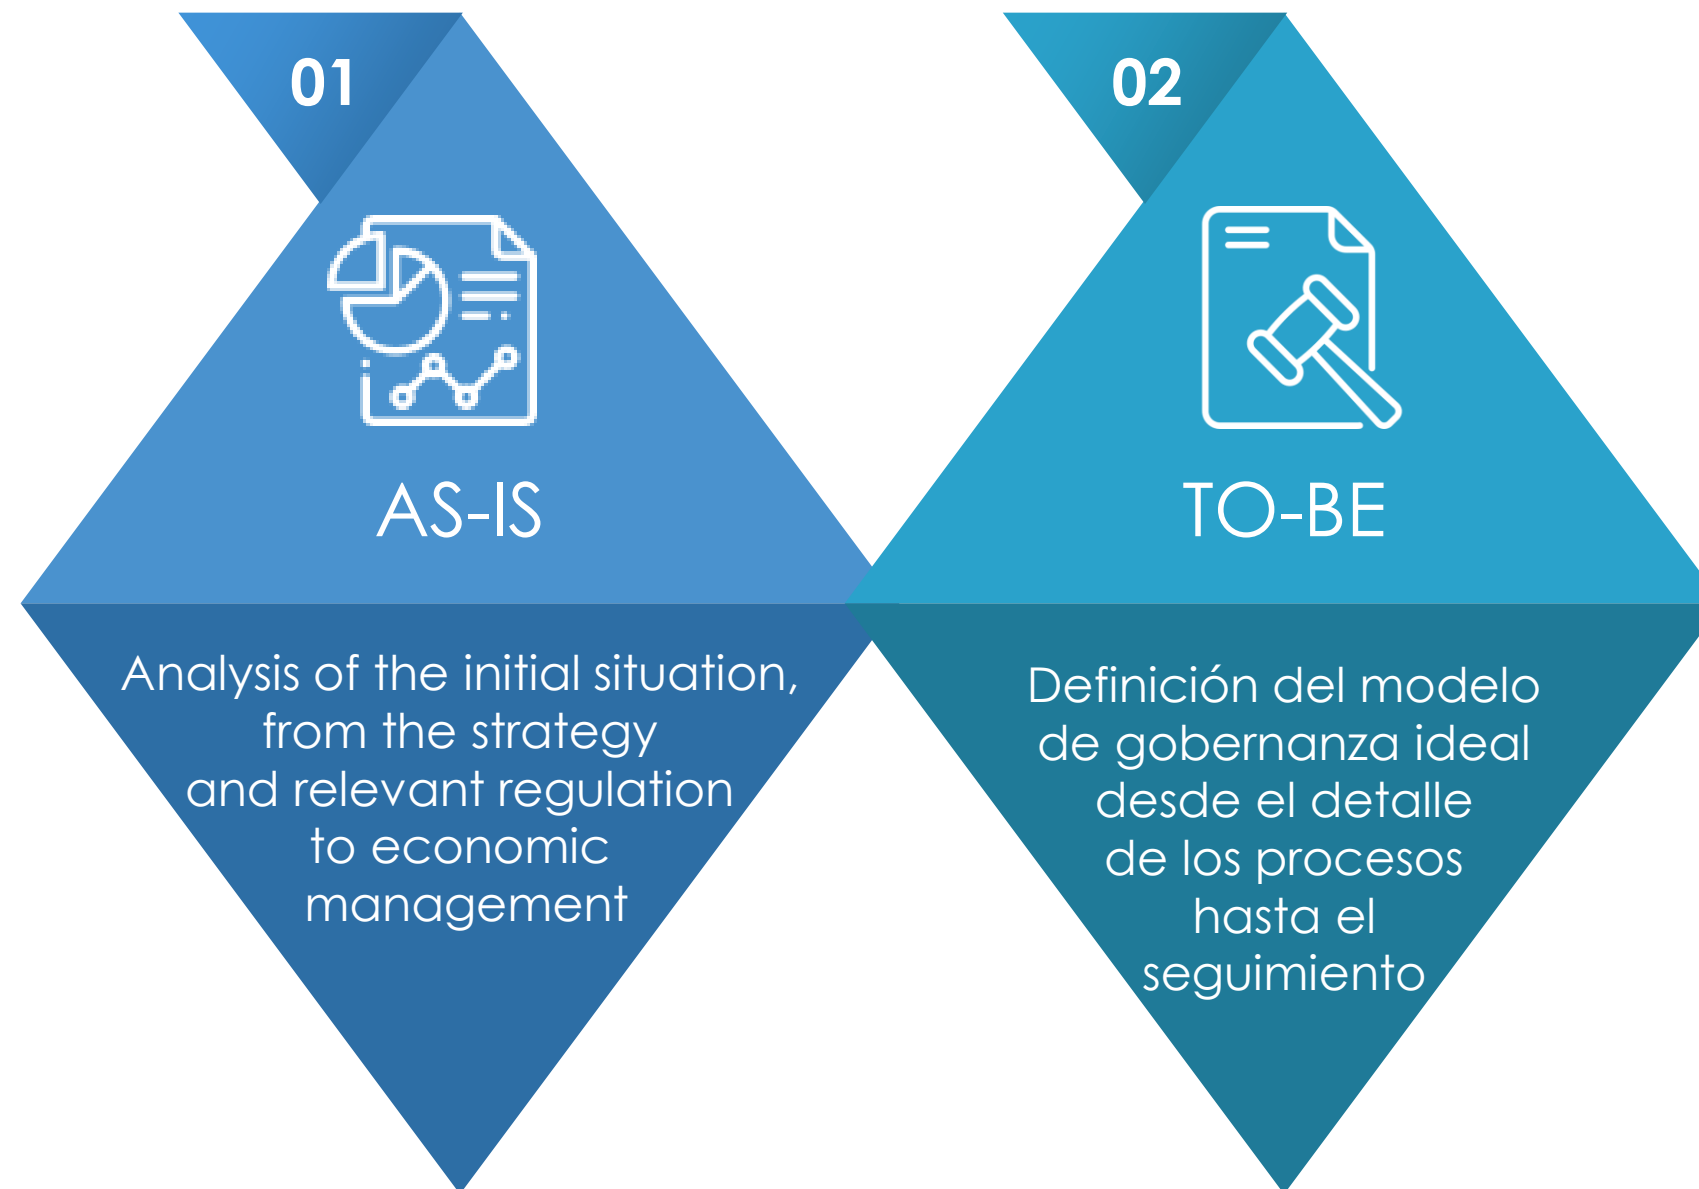 01
AS-IS
Analysis of the initial situation,
from the strategy
and relevant regulation
to economic
management
02
TO-BE
Definición del modelo
de gobernanza ideal
desde el detalle
de los procesos
hasta el
seguimiento